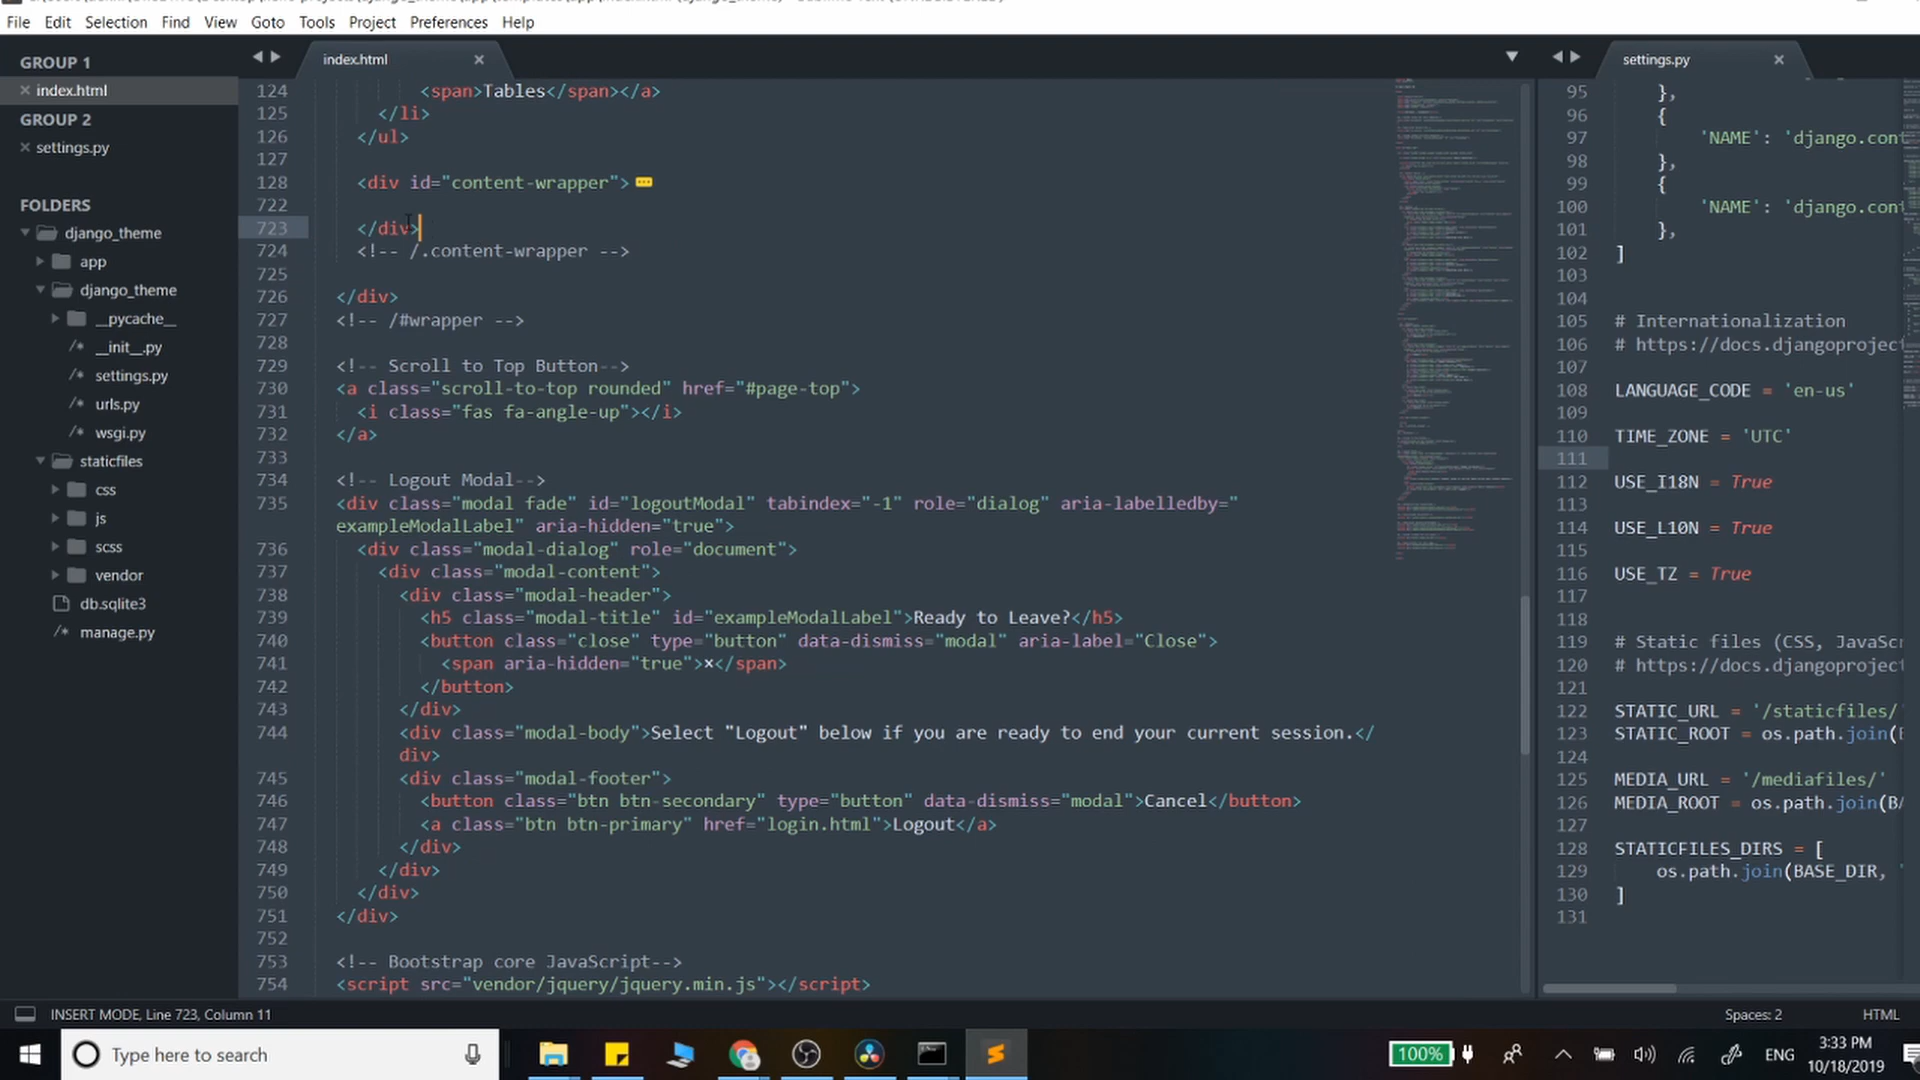 File Edit Selection Find View Goto Tools Project Preferences Help
GROUP 1
index.html
GROUP 2
settings.py
FOLDERS
django_theme
app
django_theme
__pycache__
/* __init__.py
/* settings.py
/* urls.py
/* wsgi.py
staticfiles
css
js
scss
vendor
db.sqlite3
/* manage.py
index.html
124 <span>Tables</span></a>
125 </li>
126 </ul>
127
128 <div id="content-wrapper">
722
723 </div>
724 <!-- /.content-wrapper -->
725
726 </div>
727 <!-- /#wrapper -->
728
729 <!-- Scroll to Top Button-->
730 <a class="scroll-to-top rounded" href="#page-top">
731 <i class="fas fa-angle-up"></i>
732 </a>
733
734 <!-- Logout Modal-->
735 <div class="modal fade" id="logoutModal" tabindex="-1" role="dialog" aria-labelledby="
exampleModalLabel" aria-hidden="true">
736 <div class="modal-dialog" role="document">
737 <div class="modal-content">
738 <div class="modal-header">
739 <h5 class="modal-title" id="exampleModalLabel">Ready to Leave?</h5>
740 <button class="close" type="button" data-dismiss="modal" aria-label="Close">
741 <span aria-hidden="true">×</span>
742 </button>
743 </div>
744 <div class="modal-body">Select "Logout" below if you are ready to end your current session.</
div>
745 <div class="modal-footer">
746 <button class="btn btn-secondary" type="button" data-dismiss="modal">Cancel</button>
747 <a class="btn btn-primary" href="login.html">Logout</a>
748 </div>
749 </div>
750 </div>
751 </div>
752
753 <!-- Bootstrap core JavaScript-->
754 <script src="vendor/jquery/jquery.min.js"></script>
settings.py
95 },
96 {
97 'NAME': 'django.cont
98 },
99 {
100 'NAME': 'django.cont
101 },
102 ]
103
104
105 # Internationalization
106 # https://docs.djangoproject
107
108 LANGUAGE_CODE = 'en-us'
109
110 TIME_ZONE = 'UTC'
111
112 USE_I18N = True
113
114 USE_L10N = True
115
116 USE_TZ = True
117
118
119 # Static files (CSS, JavaScr
120 # https://docs.djangoproject
121
122 STATIC_URL = '/staticfiles/'
123 STATIC_ROOT = os.path.join(B
124
125 MEDIA_URL = '/mediafiles/'
126 MEDIA_ROOT = os.path.join(BA
127
128 STATICFILES_DIRS = [
129 os.path.join(BASE_DIR, '
130 ]
131
INSERT MODE, Line 723, Column 11
Spaces: 2 HTML
Type here to search
100%
ENG
3:33 PM
10/18/2019